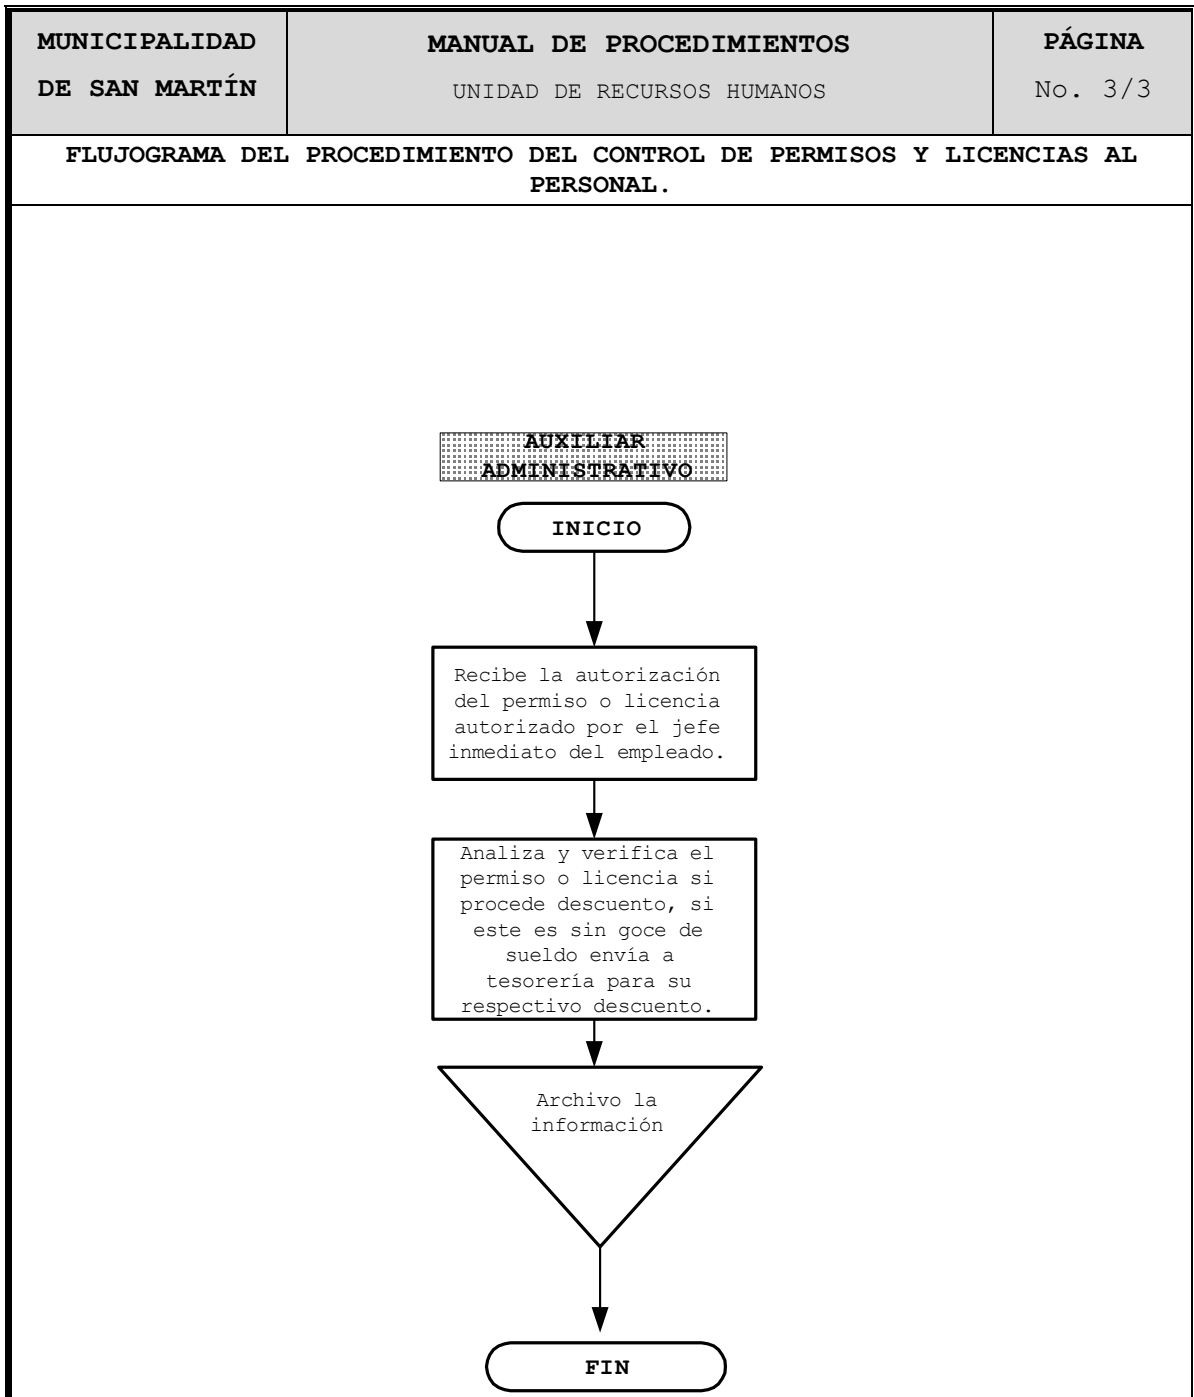 MUNICIPALIDAD
DE SAN MARTÍN
MANUAL DE PROCEDIMIENTOS
UNIDAD DE RECURSOS HUMANOS
PÁGINA
No. 3/3
FLUJOGRAMA DEL PROCEDIMIENTO DEL CONTROL DE PERMISOS Y LICENCIAS AL
PERSONAL.
AUXILIAR
ADMINISTRATIVO
INICIO
Recibe la autorización
del permiso o licencia
autorizado por el jefe
inmediato del empleado.
Analiza y verifica el
permiso o licencia si
procede descuento, si
este es sin goce de
sueldo envía a
tesorería para su
respectivo descuento.
Archivo la
información
FIN